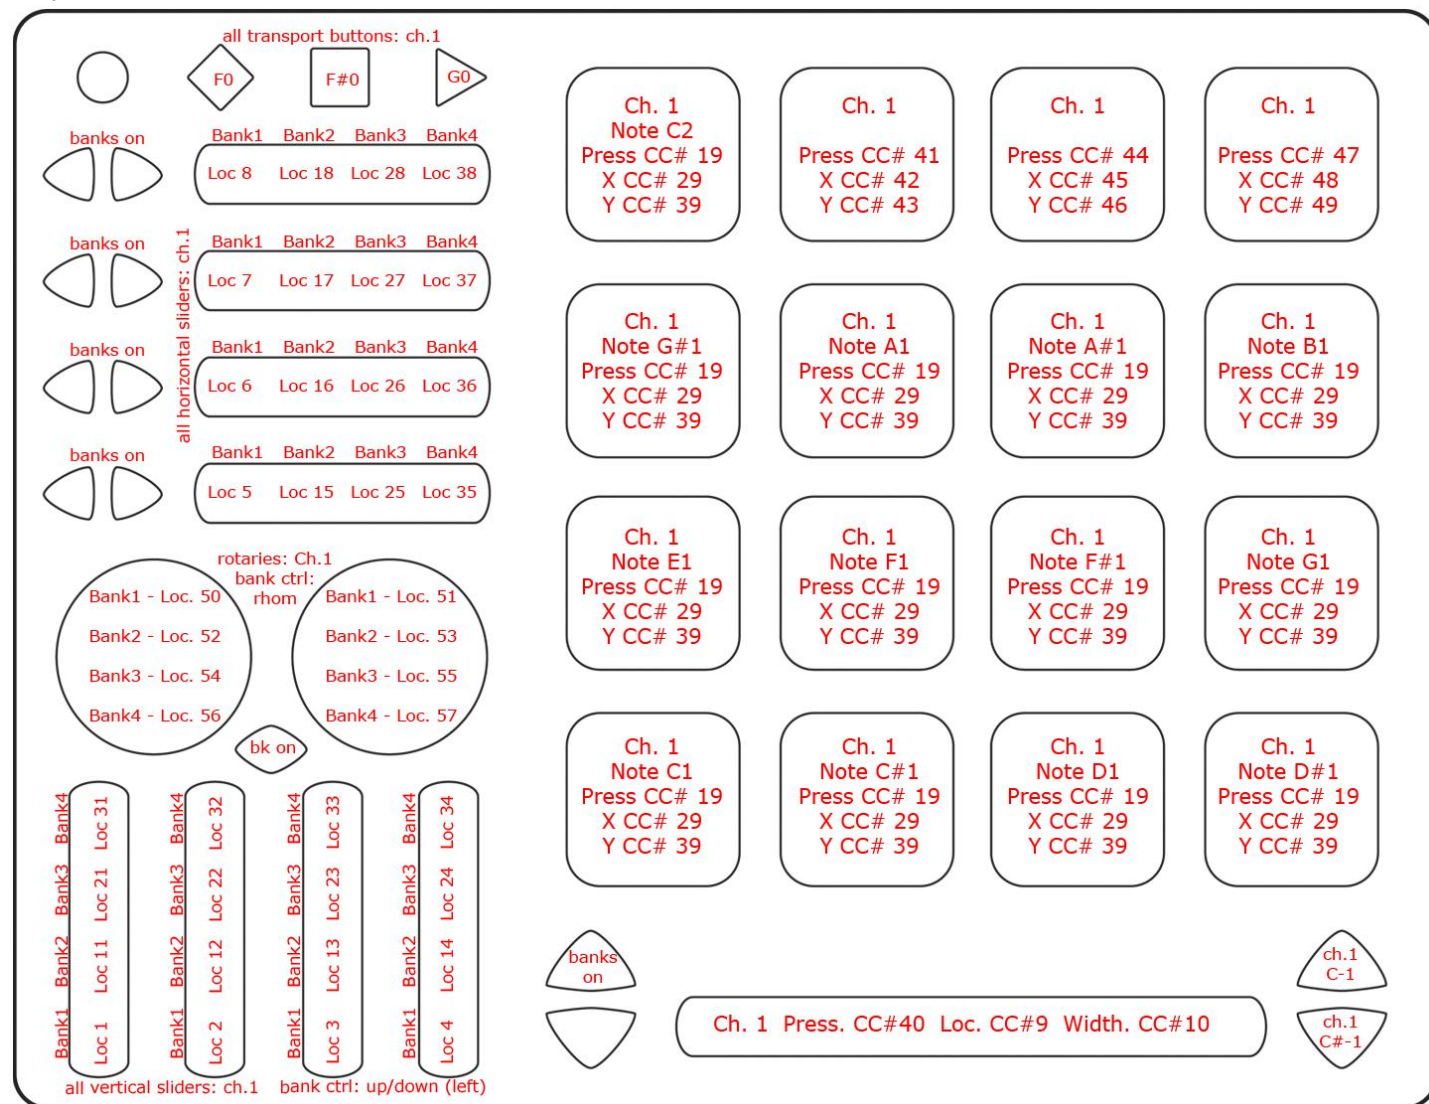 all transport buttons: ch.1
F0
F#0
G0
banks on
Bank1 Bank2 Bank3 Bank4
Loc 8 Loc 18 Loc 28 Loc 38
banks on
Bank1 Bank2 Bank3 Bank4
Loc 7 Loc 17 Loc 27 Loc 37
banks on
Bank1 Bank2 Bank3 Bank4
Loc 6 Loc 16 Loc 26 Loc 36
banks on
Bank1 Bank2 Bank3 Bank4
Loc 5 Loc 15 Loc 25 Loc 35
all horizontal sliders: ch.1
rotaries: Ch.1
bank ctrl:
rhom
Bank1 - Loc. 50
Bank2 - Loc. 52
Bank3 - Loc. 54
Bank4 - Loc. 56
Bank1 - Loc. 51
Bank2 - Loc. 53
Bank3 - Loc. 55
Bank4 - Loc. 57
bk on
Bank1 Bank2 Bank3 Bank4
Loc 1 Loc 11 Loc 21 Loc 31
Bank1 Bank2 Bank3 Bank4
Loc 2 Loc 12 Loc 22 Loc 32
Bank1 Bank2 Bank3 Bank4
Loc 3 Loc 13 Loc 23 Loc 33
Bank1 Bank2 Bank3 Bank4
Loc 4 Loc 14 Loc 24 Loc 34
all vertical sliders: ch.1
bank ctrl: up/down (left)
Ch. 1
Note C2
Press CC# 19
X CC# 29
Y CC# 39
Ch. 1
Press CC# 41
X CC# 42
Y CC# 43
Ch. 1
Press CC# 44
X CC# 45
Y CC# 46
Ch. 1
Press CC# 47
X CC# 48
Y CC# 49
Ch. 1
Note G#1
Press CC# 19
X CC# 29
Y CC# 39
Ch. 1
Note A1
Press CC# 19
X CC# 29
Y CC# 39
Ch. 1
Note A#1
Press CC# 19
X CC# 29
Y CC# 39
Ch. 1
Note B1
Press CC# 19
X CC# 29
Y CC# 39
Ch. 1
Note E1
Press CC# 19
X CC# 29
Y CC# 39
Ch. 1
Note F1
Press CC# 19
X CC# 29
Y CC# 39
Ch. 1
Note F#1
Press CC# 19
X CC# 29
Y CC# 39
Ch. 1
Note G1
Press CC# 19
X CC# 29
Y CC# 39
Ch. 1
Note C1
Press CC# 19
X CC# 29
Y CC# 39
Ch. 1
Note C#1
Press CC# 19
X CC# 29
Y CC# 39
Ch. 1
Note D1
Press CC# 19
X CC# 29
Y CC# 39
Ch. 1
Note D#1
Press CC# 19
X CC# 29
Y CC# 39
banks
on
Ch. 1 Press. CC#40 Loc. CC#9 Width. CC#10
ch.1
C-1
ch.1
C#-1